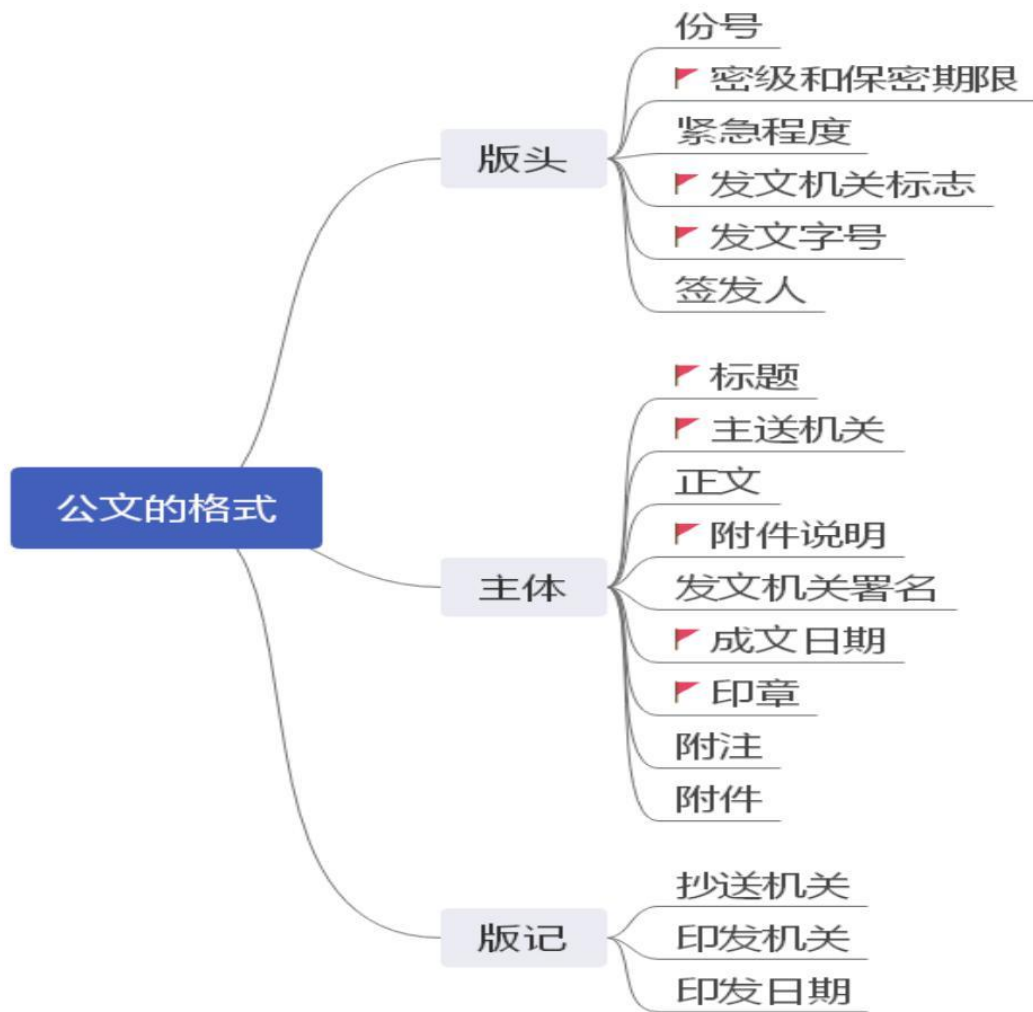 公文的格式
版头
份号
密级和保密期限
紧急程度
发文机关标志
发文字号
签发人
主体
标题
主送机关
正文
附件说明
发文机关署名
成文日期
印章
附注
附件
版记
抄送机关
印发机关
印发日期